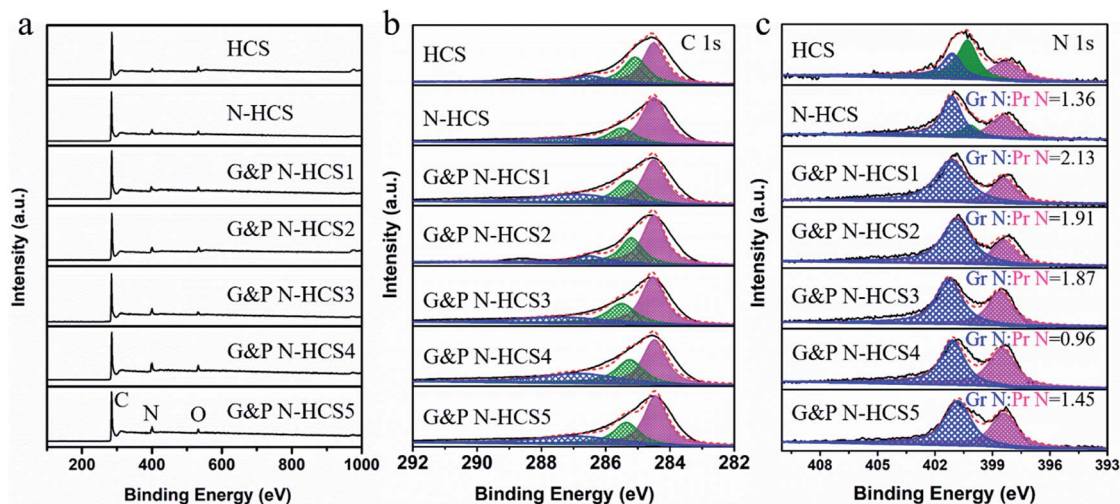 a
HCS
N-HCS
G&P N-HCS1
G&P N-HCS2
G&P N-HCS3
G&P N-HCS4
G&P N-HCS5
C
N
O
Intensity (a.u.)
200 400 600 800 1000
Binding Energy (eV)
b
C 1s
HCS
N-HCS
G&P N-HCS1
G&P N-HCS2
G&P N-HCS3
G&P N-HCS4
G&P N-HCS5
Intensity (a.u.)
292 290 288 286 284 282
Binding Energy (eV)
c
N 1s
HCS
Gr N:Pr N=1.36
N-HCS
Gr N:Pr N=2.13
G&P N-HCS1
Gr N:Pr N=1.91
G&P N-HCS2
Gr N:Pr N=1.87
G&P N-HCS3
Gr N:Pr N=0.96
G&P N-HCS4
Gr N:Pr N=1.45
G&P N-HCS5
Intensity (a.u.)
408 405 402 399 396 393
Binding Energy (eV)